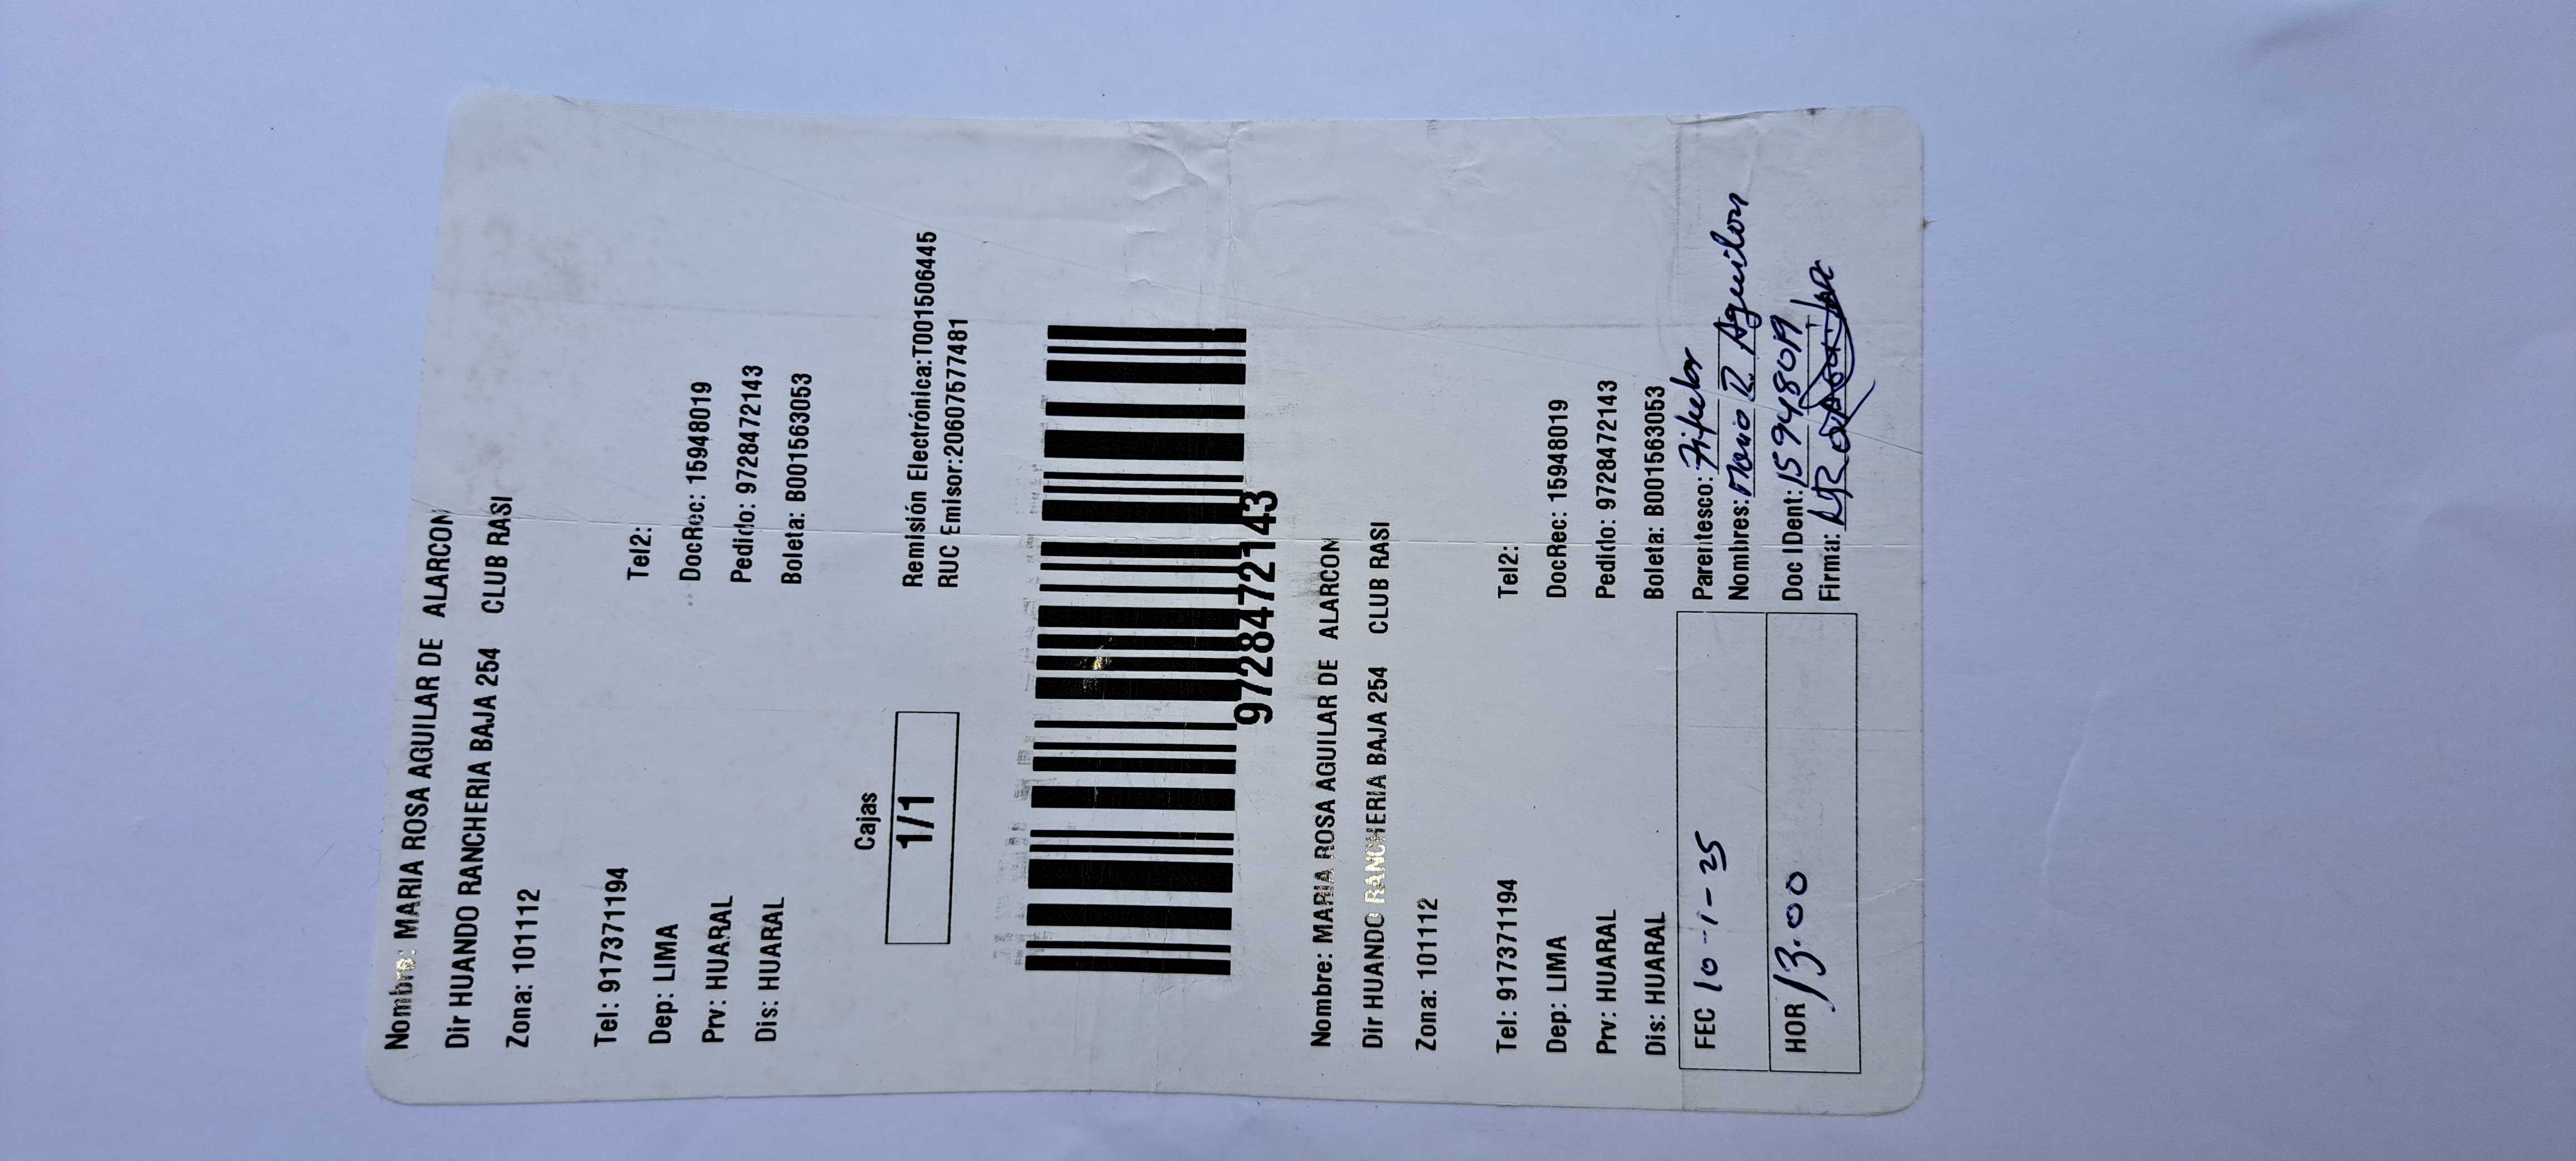 Nombre: MARIA ROSA AGUILAR DE ALARCON
Dir HUANDO RANCHERIA BAJA 254 CLUB RASI
Zona: 101112
Tel: 917371194 Tel2:
Dep: LIMA DocRec: 15948019
Prv: HUARAL Pedido: 9728472143
Dis: HUARAL Boleta: B001563053
Cajas
1/1
Remisión Electrónica:T001506445
RUC Emisor:20607577481
9728472143
Nombre: MARIA ROSA AGUILAR DE ALARCON
Dir HUANDO RANCHERIA BAJA 254 CLUB RASI
Zona: 101112
Tel: 917371194 Tel2:
Dep: LIMA DocRec: 15948019
Prv: HUARAL Pedido: 9728472143
Dis: HUARAL Boleta: B001563053
FEC 10-1-25 Parentesco:
Nombres: Maria R. Aguilar
HOR 13:00 Doc IDent: 15948019
Firma: